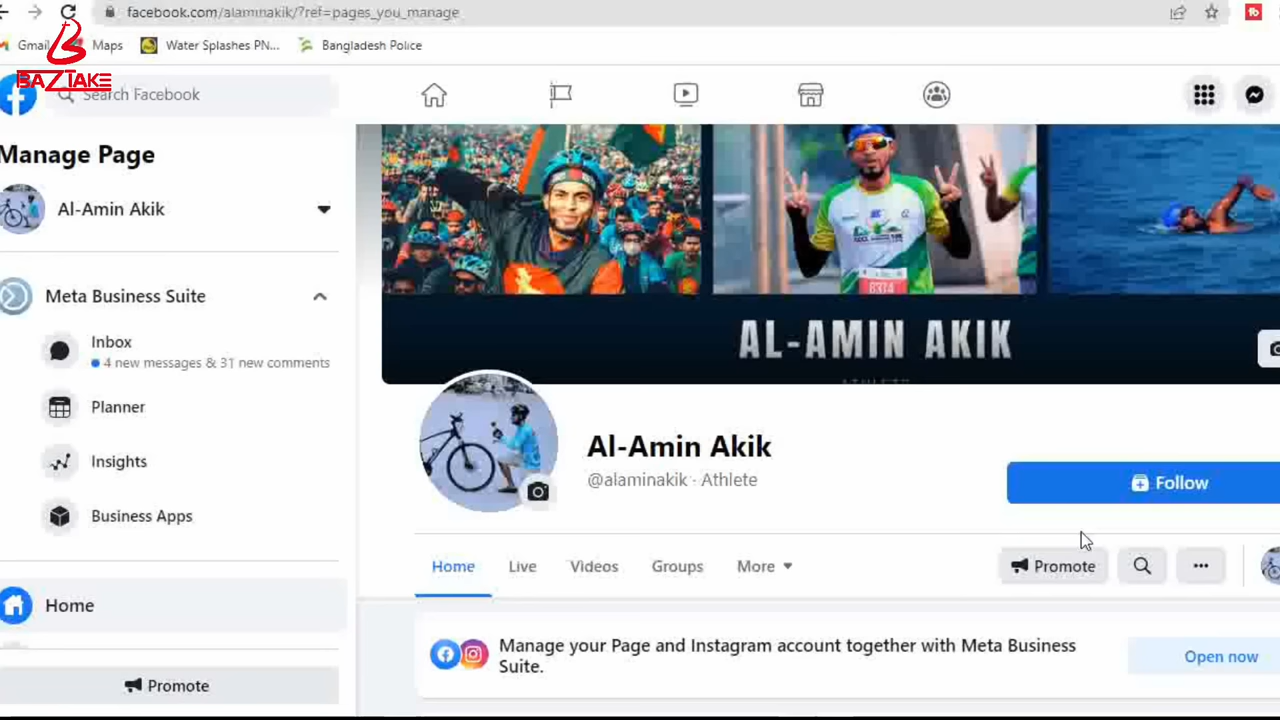 facebook.com/alaminakik/?ref=pages_you_manage
Gmail
Maps
Water Splashes PN...
Bangladesh Police
BAZTAKE
Search Facebook
Manage Page
Al-Amin Akik
Meta Business Suite
Inbox
4 new messages & 31 new comments
Planner
Insights
Business Apps
Home
Promote
AL-AMIN AKIK
ATHLETE
Al-Amin Akik
@alaminakik · Athlete
Follow
Home
Live
Videos
Groups
More
Promote
Manage your Page and Instagram account together with Meta Business
Suite.
Open now